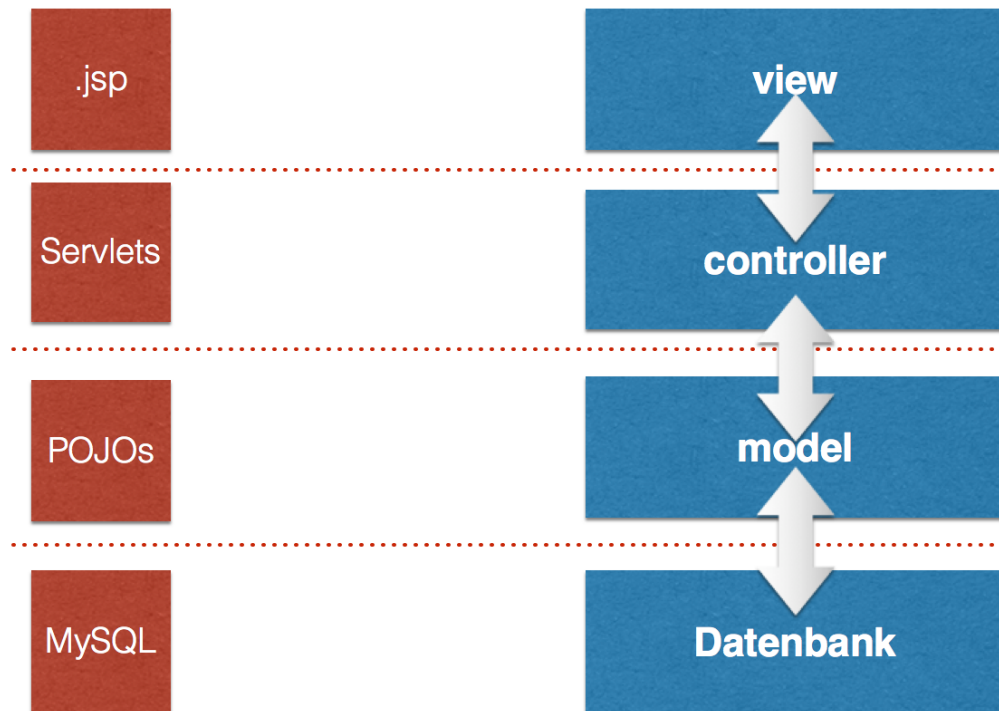 .jsp
view
Servlets
controller
POJOs
model
MySQL
Datenbank